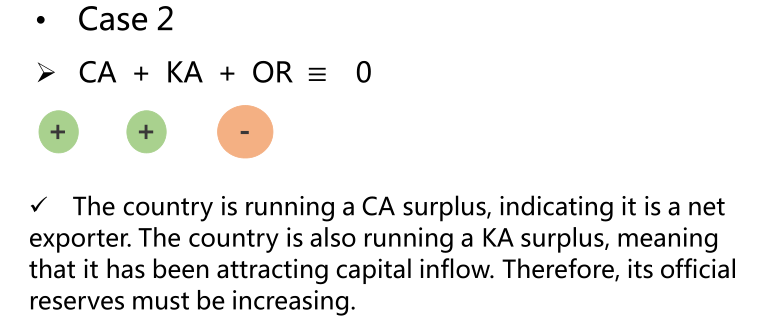 • Case 2
➢ CA + KA + OR ≡ 0
+ + -
✓ The country is running a CA surplus, indicating it is a net
exporter. The country is also running a KA surplus, meaning
that it has been attracting capital inflow. Therefore, its official
reserves must be increasing.